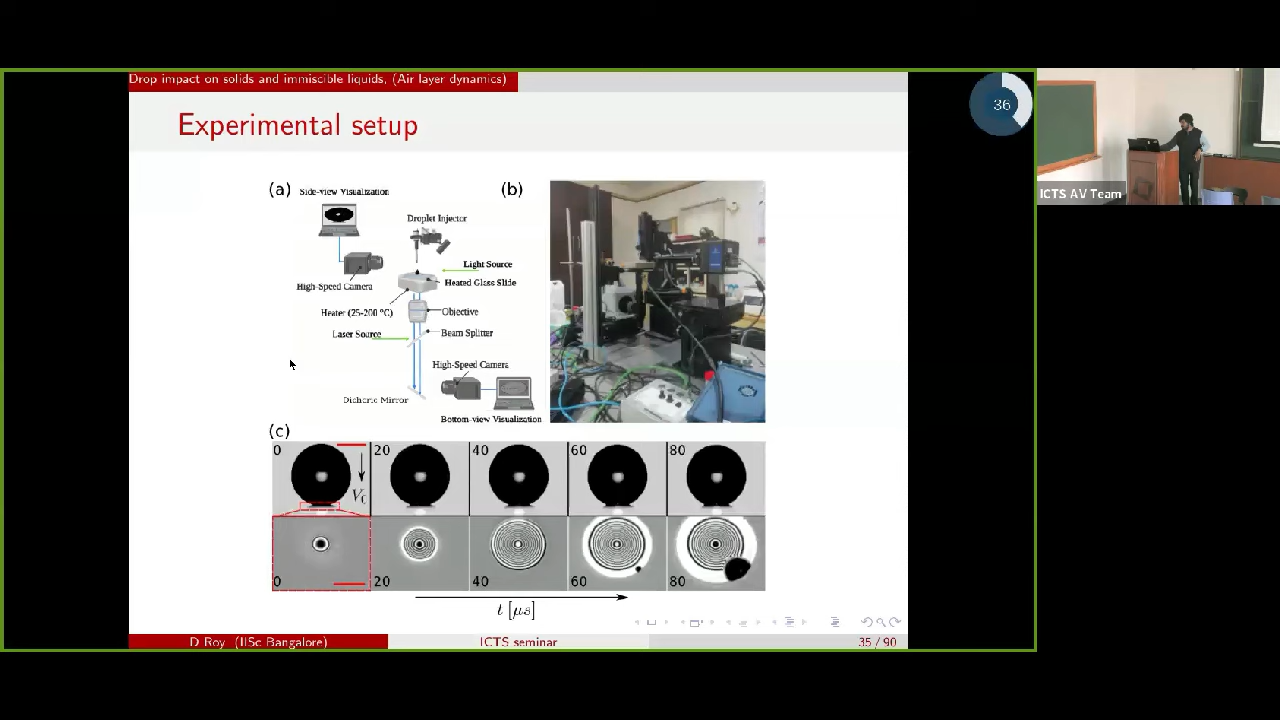 Drop impact on solids and immiscible liquids, (Air layer dynamics)
36
Experimental setup
ICTS AV Team
(a)
Side-view Visualization
(b)
Droplet Injector
Light Source
High-Speed Camera
Heated Glass Slide
Heater (25-200 °C)
Objective
Laser Source
Beam Splitter
High-Speed Camera
Dichoric Mirror
Bottom-view Visualization
(c)
0 20 40 60 80
V₀
0 20 40 60 80
t [μs]
D Roy (IISc Bangalore) ICTS seminar 35 / 90